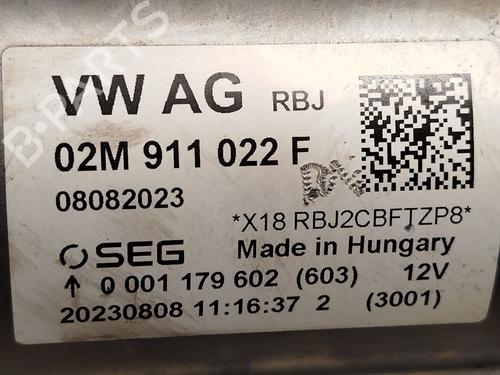 VW AG RBJ
02M 911 022 F
08082023
*X18 RBJ2CBFTZP8*
SEG Made in Hungary
↑ 0 001 179 602 (603) 12V
20230808 11:16:37 2 (3001)
B-PARTS